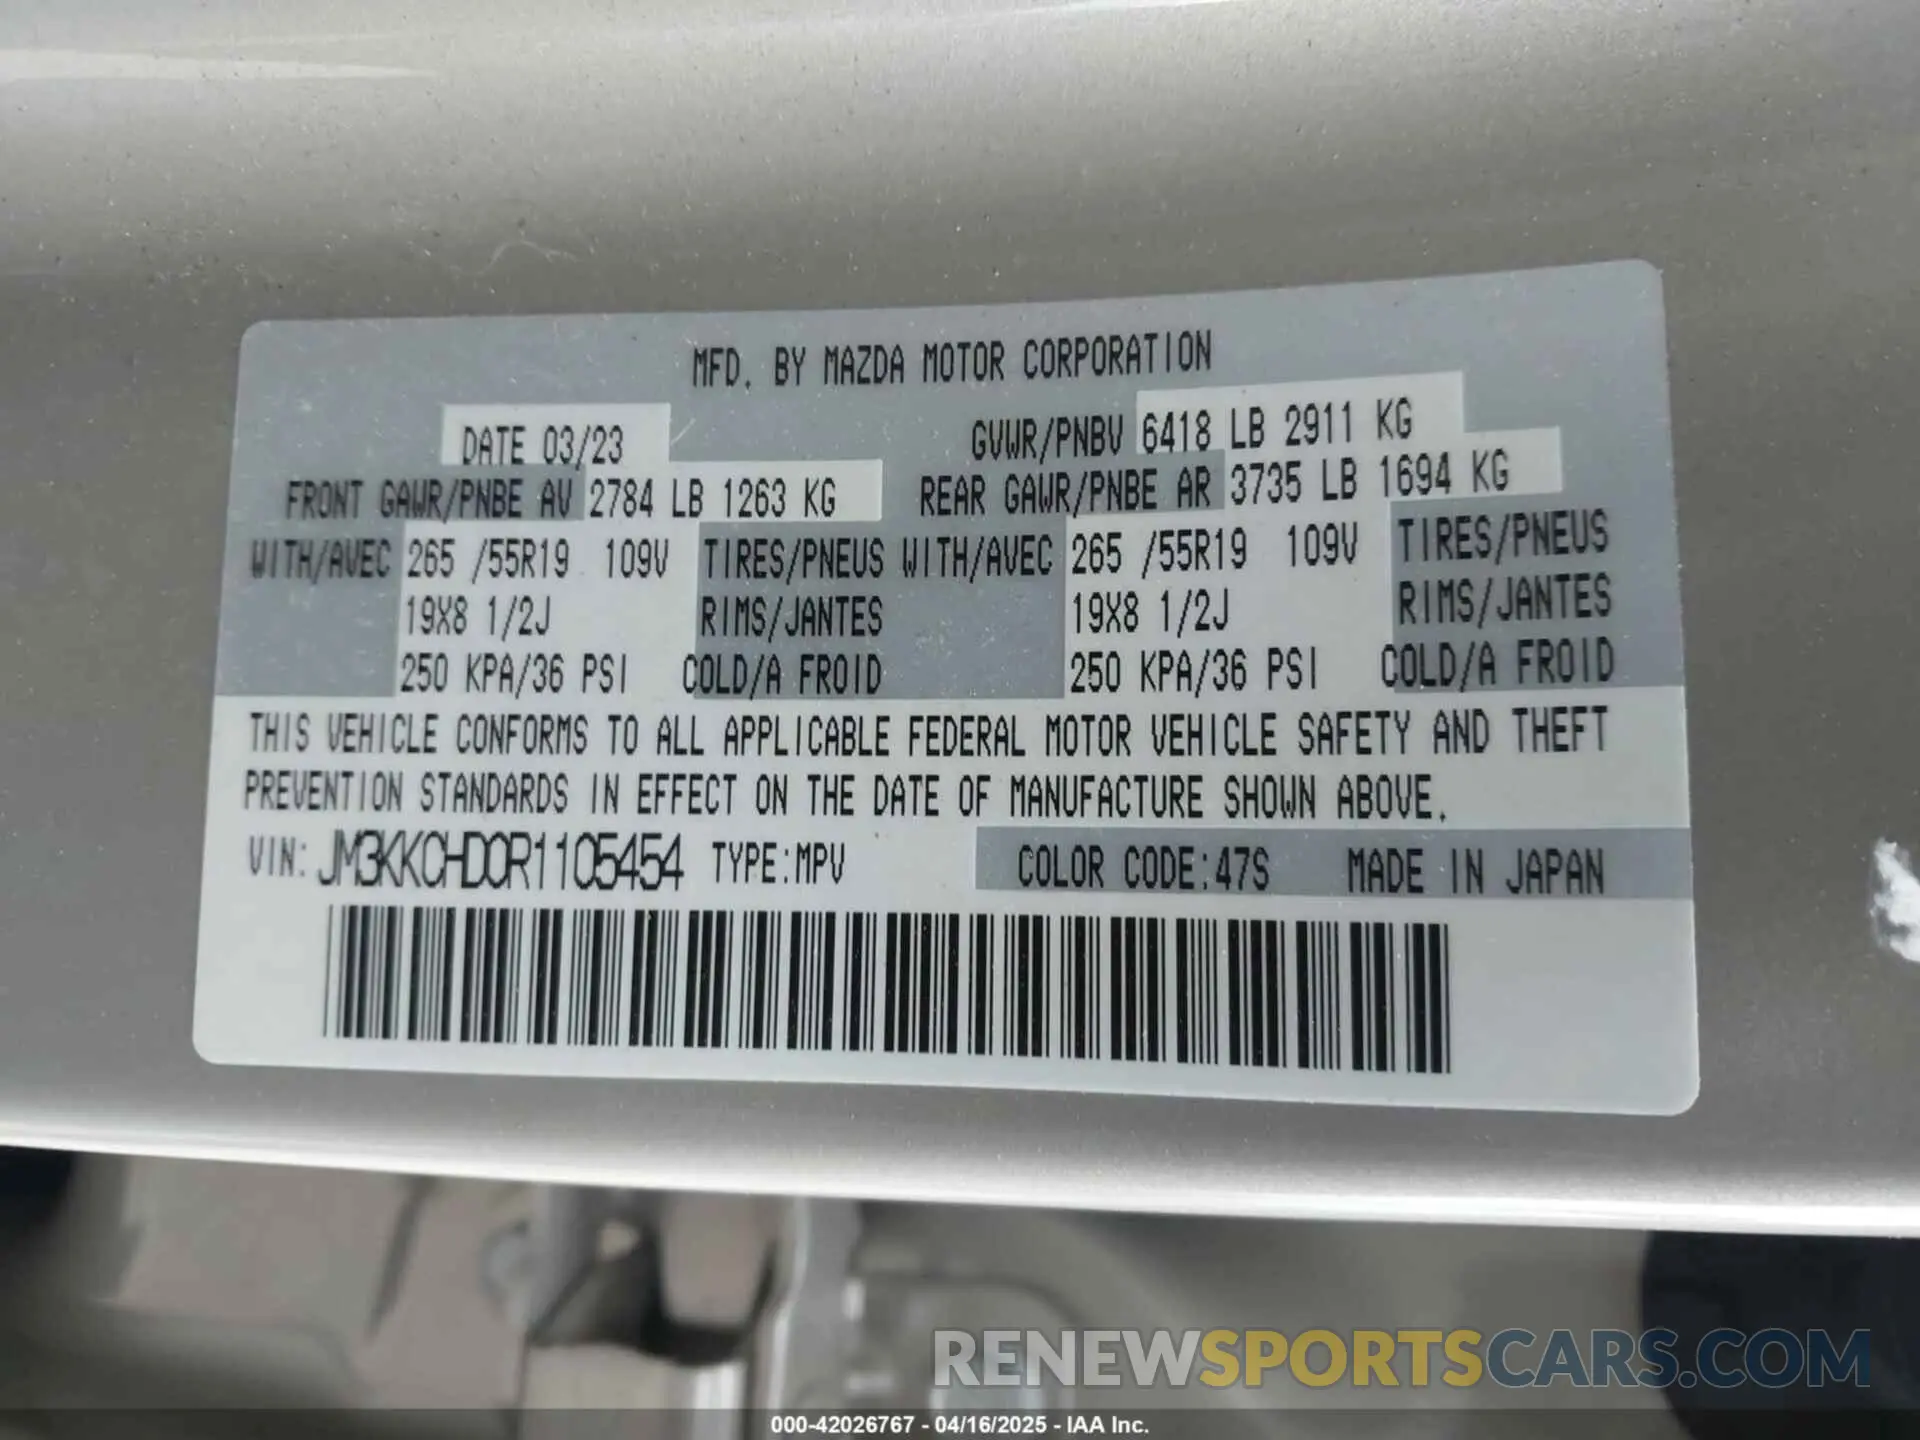 MFD. BY MAZDA MOTOR CORPORATION
DATE 03/23 GVWR/PNBV 6418 LB 2911 KG
FRONT GAWR/PNBE AV 2784 LB 1263 KG REAR GAWR/PNBE AR 3735 LB 1694 KG
WITH/AVEC 265 /55R19 109V TIRES/PNEUS WITH/AVEC 265 /55R19 109V TIRES/PNEUS
19X8 1/2J RIMS/JANTES 19X8 1/2J RIMS/JANTES
250 KPA/36 PSI COLD/A FROID 250 KPA/36 PSI COLD/A FROID
THIS VEHICLE CONFORMS TO ALL APPLICABLE FEDERAL MOTOR VEHICLE SAFETY AND THEFT
PREVENTION STANDARDS IN EFFECT ON THE DATE OF MANUFACTURE SHOWN ABOVE.
VIN: JM3KKCHD0R1105454 TYPE:MPV COLOR CODE:47S MADE IN JAPAN
RENEWSPORTSCARS.COM
000-42026767 - 04/16/2025 - IAA Inc.